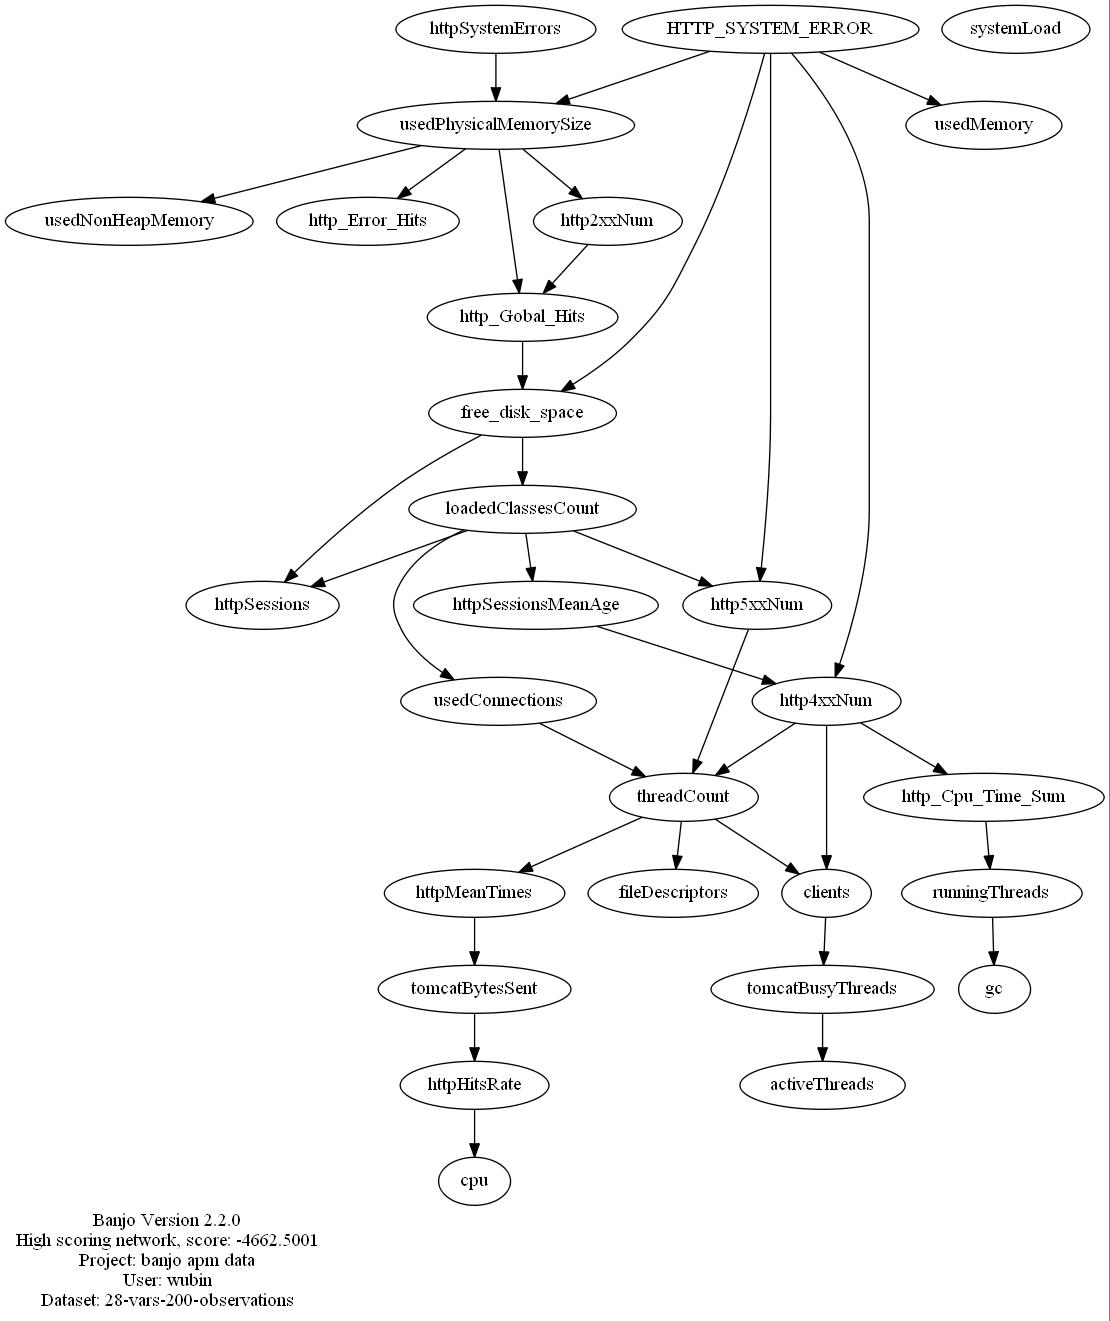 httpSystemErrors
HTTP_SYSTEM_ERROR
systemLoad
usedPhysicalMemorySize
usedMemory
usedNonHeapMemory
http_Error_Hits
http2xxNum
http_Gobal_Hits
free_disk_space
loadedClassesCount
httpSessions
httpSessionsMeanAge
http5xxNum
usedConnections
http4xxNum
threadCount
http_Cpu_Time_Sum
httpMeanTimes
fileDescriptors
clients
runningThreads
tomcatBytesSent
tomcatBusyThreads
gc
httpHitsRate
activeThreads
cpu
Banjo Version 2.2.0
High scoring network, score: -4662.5001
Project: banjo apm data
User: wubin
Dataset: 28-vars-200-observations